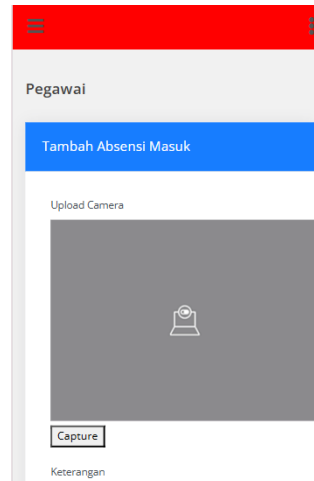 Pegawai
Tambah Absensi Masuk
Upload Camera
Capture
Keterangan